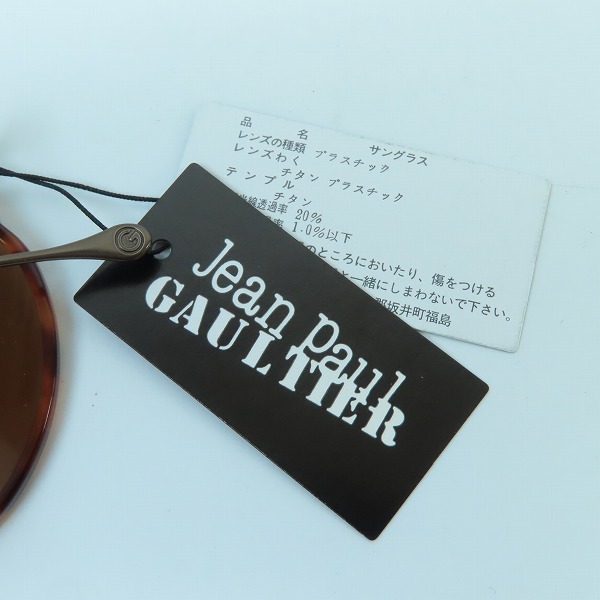 品 名 サングラス
レンズの種類 プラスチック
レンズわく
チタン プラスチック
テンプル
チタン
線透過率 20%
率 1.0%以下
のところにおいたり、傷をつける
と一緒にしまわないで下さい。
郡坂井町福島
Jean Paul
GAULTIER
G